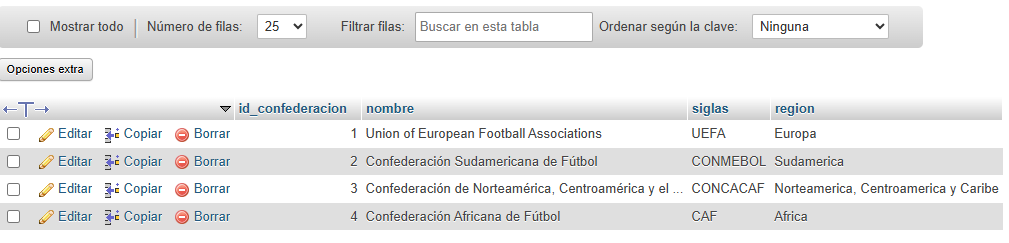 Mostrar todo Número de filas: 25 Filtrar filas: Buscar en esta tabla Ordenar según la clave: Ninguna
Opciones extra
←T→ id_confederacion nombre siglas region
Editar Copiar Borrar 1 Union of European Football Associations UEFA Europa
Editar Copiar Borrar 2 Confederación Sudamericana de Fútbol CONMEBOL Sudamerica
Editar Copiar Borrar 3 Confederación de Norteamérica, Centroamérica y el ... CONCACAF Norteamerica, Centroamerica y Caribe
Editar Copiar Borrar 4 Confederación Africana de Fútbol CAF Africa